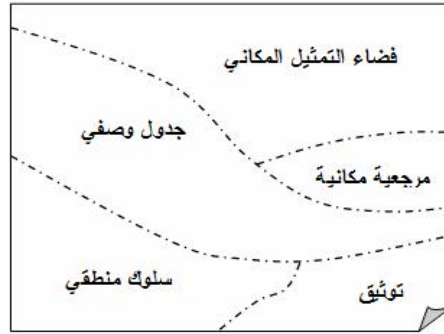 فضاء التمثيل المكاني
جدول وصفي
مرجعية مكانية
سلوك منطقي
توثيق